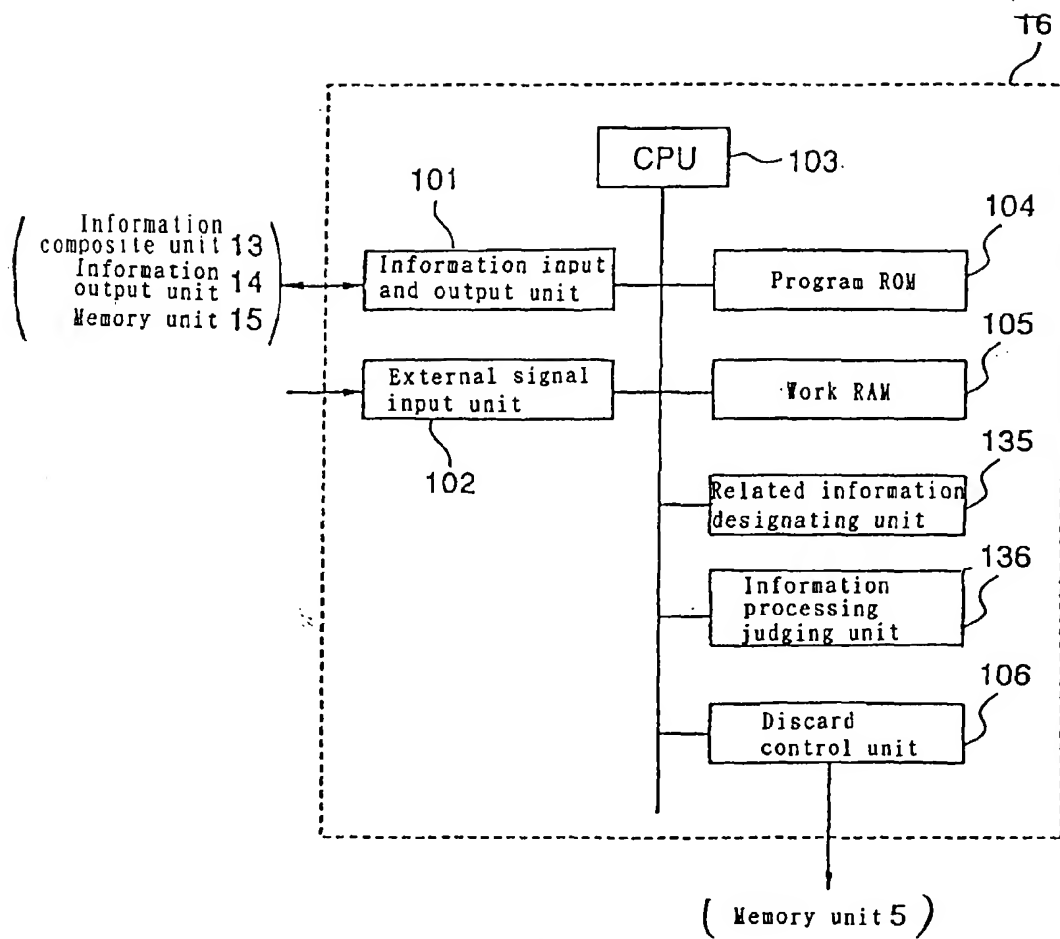 16
CPU
103
101
104
Information
composite unit 13
Information
output unit 14
Memory unit 15
Information input
and output unit
Program ROM
105
External signal
input unit
Work RAM
102
135
Related information
designating unit
136
Information
processing
judging unit
106
Discard
control unit
( Memory unit 5 )